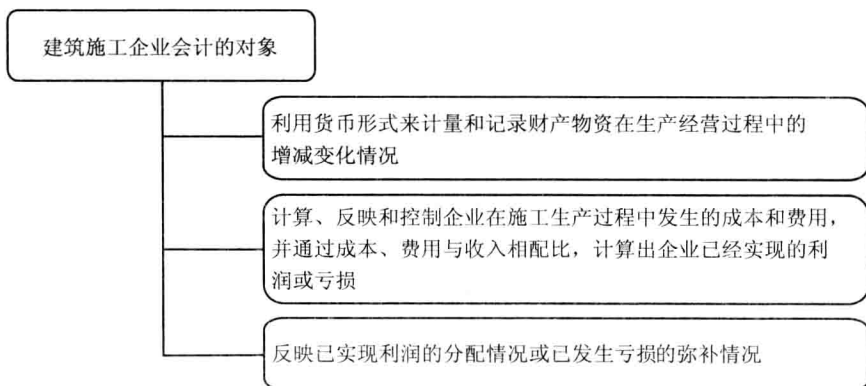 建筑施工企业会计的对象
利用货币形式来计量和记录财产物资在生产经营过程中的
增减变化情况
计算、反映和控制企业在施工生产过程中发生的成本和费用，
并通过成本、费用与收入相配比，计算出企业已经实现的利
润或亏损
反映已实现利润的分配情况或已发生亏损的弥补情况